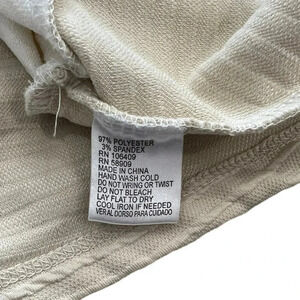 97% POLYESTER
3% SPANDEX
RN 106409
RN 58909
MADE IN CHINA
HAND WASH COLD
DO NOT WRING OR TWIST
DO NOT BLEACH
LAY FLAT TO DRY
COOL IRON IF NEEDED
VER AL DORSO PARA CUIDADO